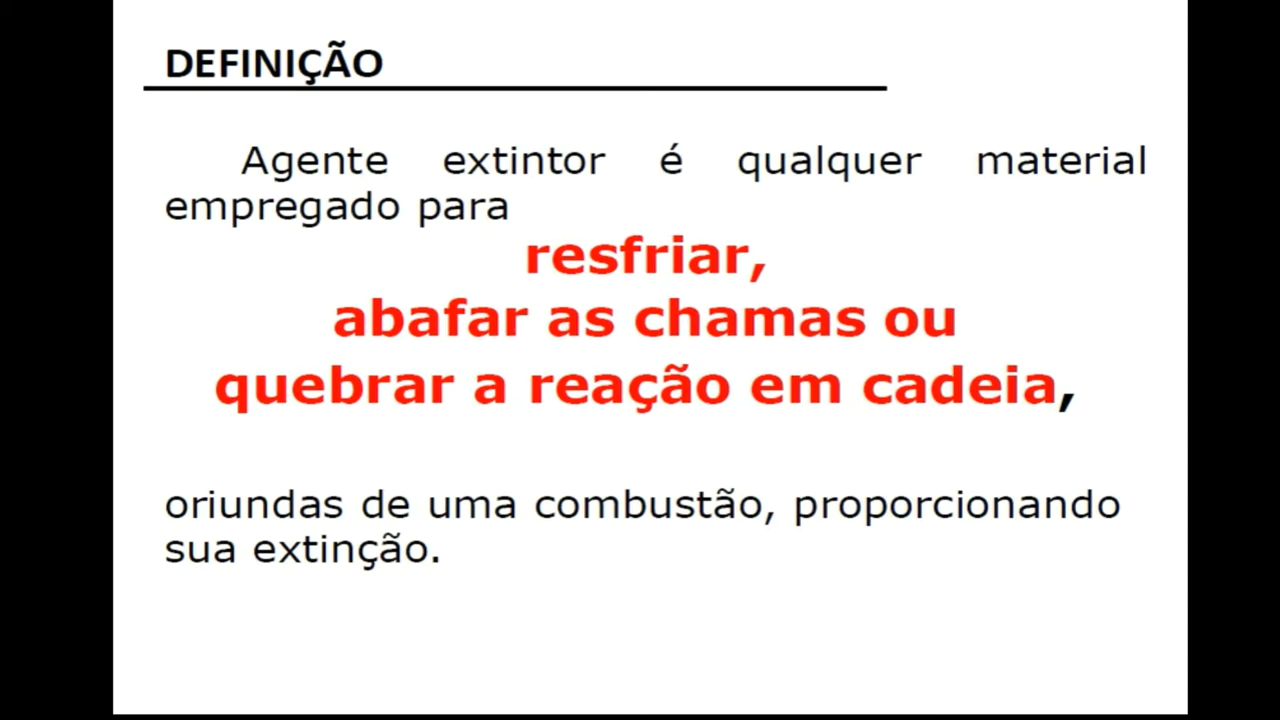 DEFINIÇÃO
Agente extintor é qualquer material
empregado para
resfriar,
abafar as chamas ou
quebrar a reação em cadeia,
oriundas de uma combustão, proporcionando
sua extinção.